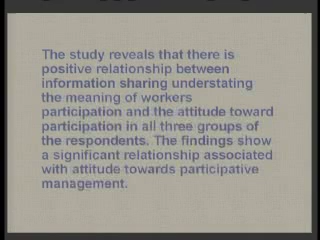 The study reveals that there is
positive relationship between
information sharing understating
the meaning of workers
participation and the attitude toward
participation in all three groups of
the respondents. The findings show
a significant relationship associated
with attitude towards participative
management.